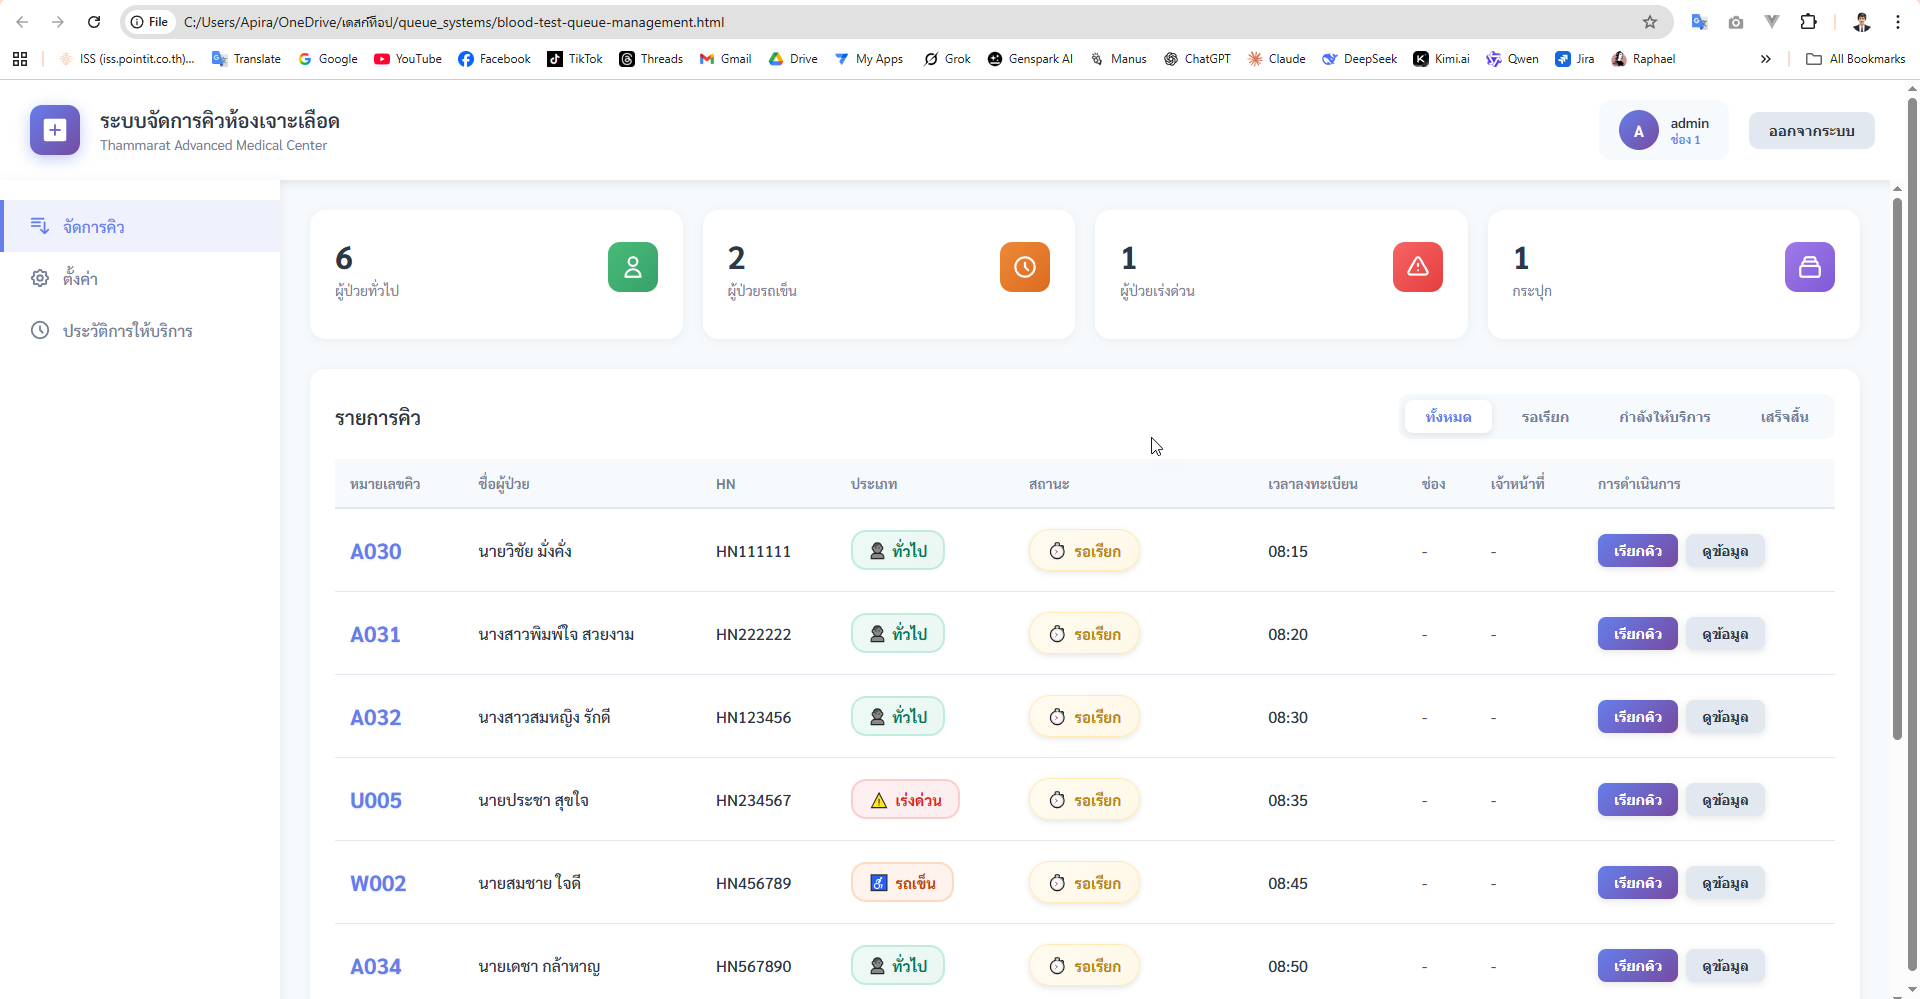 File C:/Users/Apira/OneDrive/เดสก์ท็อป/queue_systems/blood-test-queue-management.html
ISS (iss.pointit.co.th)... Translate Google YouTube Facebook TikTok Threads Gmail Drive My Apps Grok Genspark AI Manus ChatGPT Claude DeepSeek Kimi.ai Qwen Jira Raphael » All Bookmarks
ระบบจัดการคิวห้องเจาะเลือด
Thammarat Advanced Medical Center
A
admin
ช่อง 1
ออกจากระบบ
จัดการคิว
ตั้งค่า
ประวัติการให้บริการ
6
ผู้ป่วยทั่วไป
2
ผู้ป่วยรถเข็น
1
ผู้ป่วยเร่งด่วน
1
กระปุก
รายการคิว
ทั้งหมด รอเรียก กำลังให้บริการ เสร็จสิ้น
หมายเลขคิว ชื่อผู้ป่วย HN ประเภท สถานะ เวลาลงทะเบียน ช่อง เจ้าหน้าที่ การดำเนินการ
A030 นายวิชัย มั่งคั่ง HN111111 ทั่วไป รอเรียก 08:15 - - เรียกคิว ดูข้อมูล
A031 นางสาวพิมพ์ใจ สวยงาม HN222222 ทั่วไป รอเรียก 08:20 - - เรียกคิว ดูข้อมูล
A032 นางสาวสมหญิง รักดี HN123456 ทั่วไป รอเรียก 08:30 - - เรียกคิว ดูข้อมูล
U005 นายประชา สุขใจ HN234567 เร่งด่วน รอเรียก 08:35 - - เรียกคิว ดูข้อมูล
W002 นายสมชาย ใจดี HN456789 รถเข็น รอเรียก 08:45 - - เรียกคิว ดูข้อมูล
A034 นายเดชา กล้าหาญ HN567890 ทั่วไป รอเรียก 08:50 - - เรียกคิว ดูข้อมูล